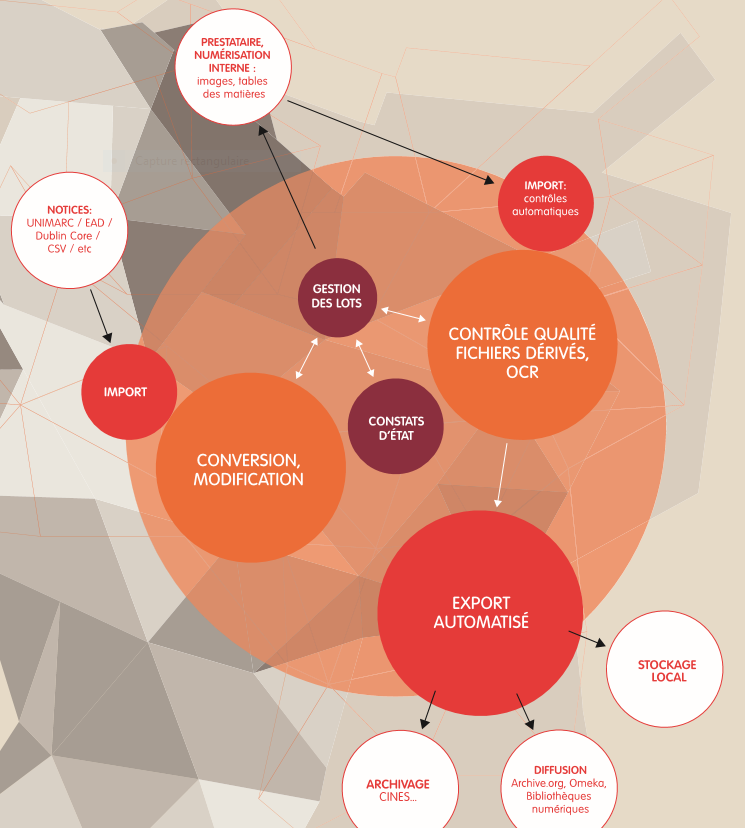 PRESTATAIRE,
NUMÉRISATION
INTERNE :
images, tables
des matières
Capture rectangulaire
IMPORT:
contrôles
automatiques
NOTICES:
UNIMARC / EAD /
Dublin Core /
CSV / etc
GESTION
DES LOTS
CONTRÔLE QUALITÉ
FICHIERS DÉRIVÉS,
OCR
IMPORT
CONSTATS
D’ÉTAT
CONVERSION,
MODIFICATION
EXPORT
AUTOMATISÉ
STOCKAGE
LOCAL
ARCHIVAGE
CINES...
DIFFUSION
Archive.org, Omeka,
Bibliothèques
numériques